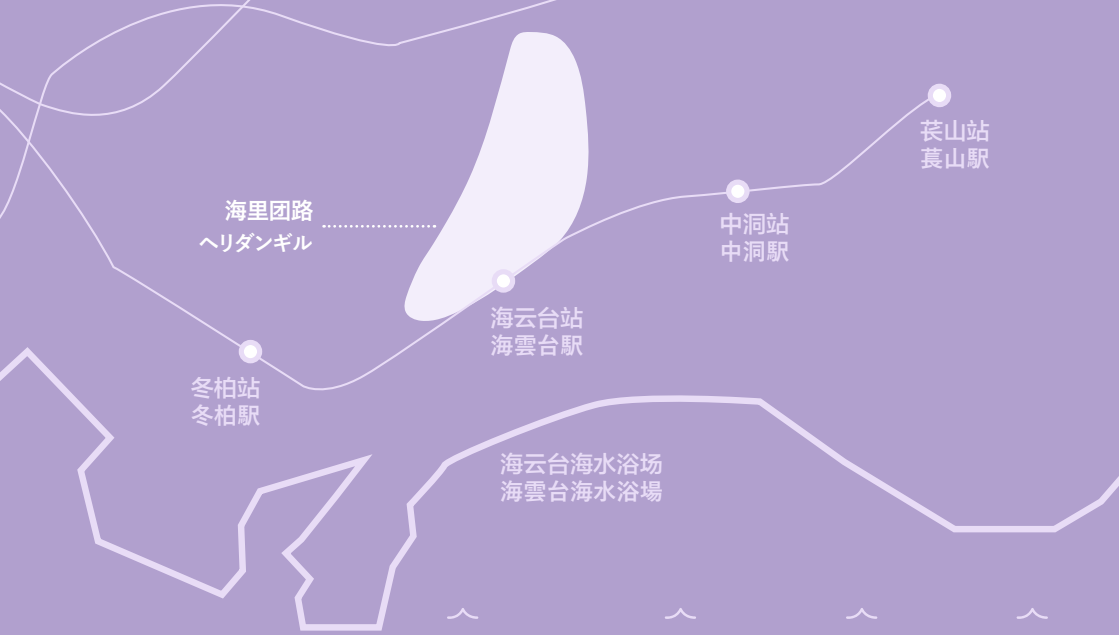 苌山站
萇山駅
海里团路
ヘリダンギル
中洞站
中洞駅
海云台站
海雲台駅
冬柏站
冬柏駅
海云台海水浴场
海雲台海水浴場